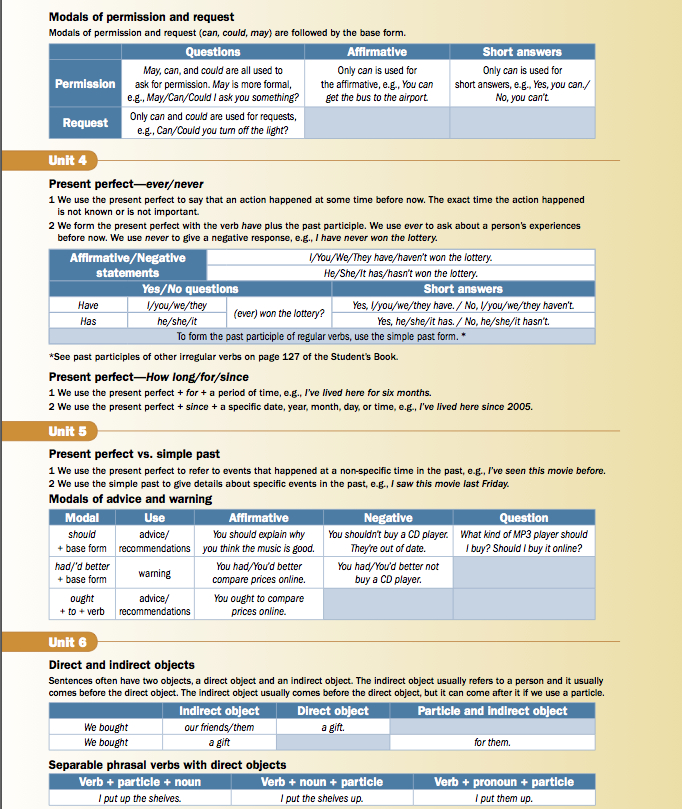 Modals of permission and request
Modals of permission and request (can, could, may) are followed by the base form.
Questions Affirmative Short answers
Permission
May, can, and could are all used to
ask for permission. May is more formal,
e.g., May/Can/Could I ask you something?
Only can is used for
the affirmative, e.g., You can
get the bus to the airport.
Only can is used for
short answers, e.g., Yes, you can./
No, you can't.
Request
Only can and could are used for requests,
e.g., Can/Could you turn off the light?
Unit 4
Present perfect—ever/never
1 We use the present perfect to say that an action happened at some time before now. The exact time the action happened
is not known or is not important.
2 We form the present perfect with the verb have plus the past participle. We use ever to ask about a person's experiences
before now. We use never to give a negative response, e.g., I have never won the lottery.
Affirmative/Negative
statements
I/You/We/They have/haven't won the lottery.
He/She/It has/hasn't won the lottery.
Yes/No questions Short answers
Have I/you/we/they (ever) won the lottery? Yes, I/you/we/they have. / No, I/you/we/they haven't.
Has he/she/it Yes, he/she/it has. / No, he/she/it hasn't.
To form the past participle of regular verbs, use the simple past form. *
*See past participles of other irregular verbs on page 127 of the Student's Book.
Present perfect—How long/for/since
1 We use the present perfect + for + a period of time, e.g., I've lived here for six months.
2 We use the present perfect + since + a specific date, year, month, day, or time, e.g., I've lived here since 2005.
Unit 5
Present perfect vs. simple past
1 We use the present perfect to refer to events that happened at a non-specific time in the past, e.g., I've seen this movie before.
2 We use the simple past to give details about specific events in the past, e.g., I saw this movie last Friday.
Modals of advice and warning
Modal Use Affirmative Negative Question
should
+ base form
advice/
recommendations
You should explain why
you think the music is good.
You shouldn't buy a CD player.
They're out of date.
What kind of MP3 player should
I buy? Should I buy it online?
had/'d better
+ base form
warning
You had/You'd better
compare prices online.
You had/You'd better not
buy a CD player.
ought
+ to + verb
advice/
recommendations
You ought to compare
prices online.
Unit 6
Direct and indirect objects
Sentences often have two objects, a direct object and an indirect object. The indirect object usually refers to a person and it usually
comes before the direct object. The indirect object usually comes before the direct object, but it can come after it if we use a particle.
Indirect object Direct object Particle and indirect object
We bought our friends/them a gift.
We bought a gift for them.
Separable phrasal verbs with direct objects
Verb + particle + noun Verb + noun + particle Verb + pronoun + particle
I put up the shelves. I put the shelves up. I put them up.